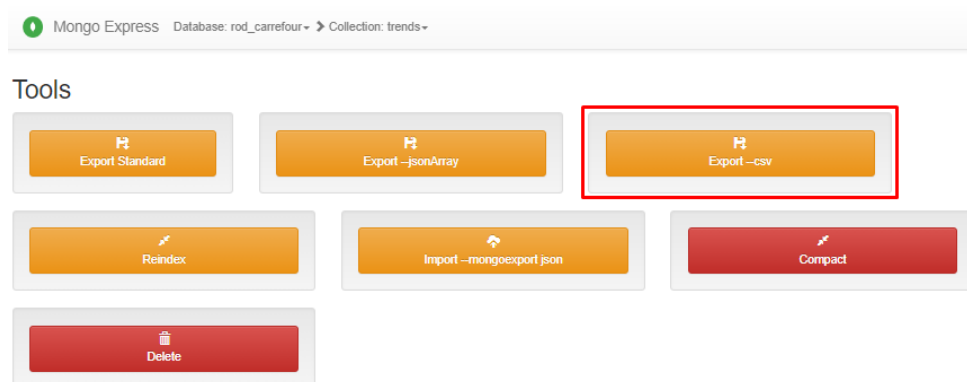 Mongo Express Database: rod_carrefour Collection: trends
Tools
Export Standard
Export --jsonArray
Export --csv
Reindex
Import --mongoexport json
Compact
Delete